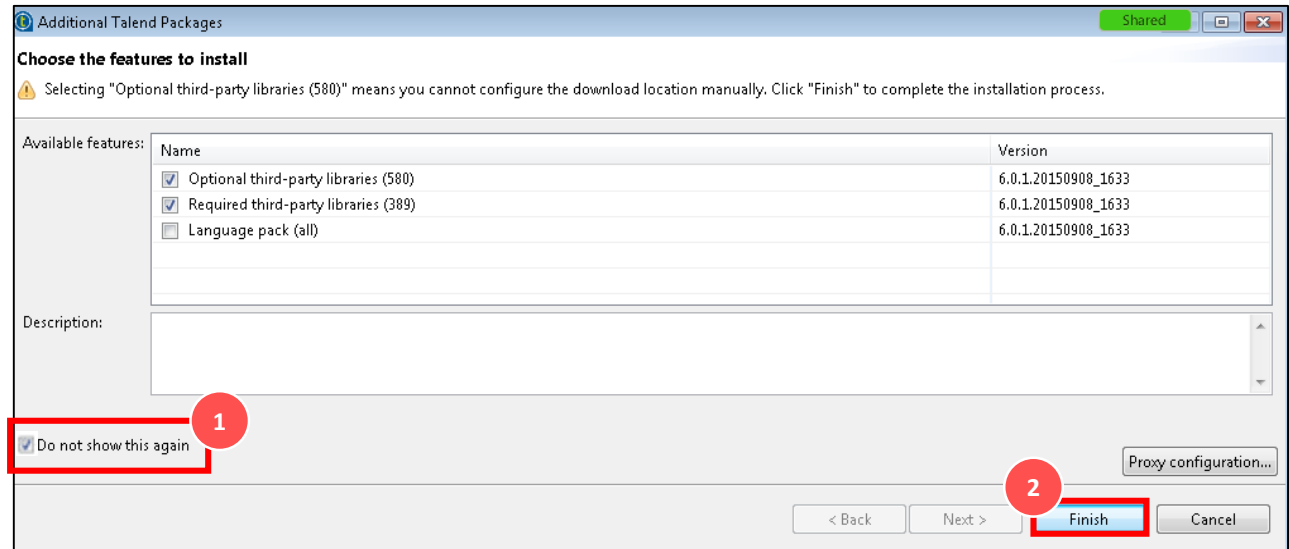 Additional Talend Packages
Shared
Choose the features to install
Selecting "Optional third-party libraries (580)" means you cannot configure the download location manually. Click "Finish" to complete the installation process.
Available features:
Name Version
Optional third-party libraries (580) 6.0.1.20150908_1633
Required third-party libraries (389) 6.0.1.20150908_1633
Language pack (all) 6.0.1.20150908_1633
Description:
1
Do not show this again
Proxy configuration...
2
< Back Next > Finish Cancel